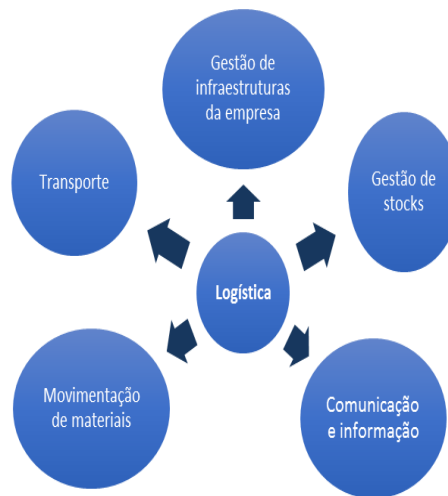 Gestão de
infraestruturas
da empresa
Transporte
Gestão de
stocks
Logística
Movimentação
de materiais
Comunicação
e informação